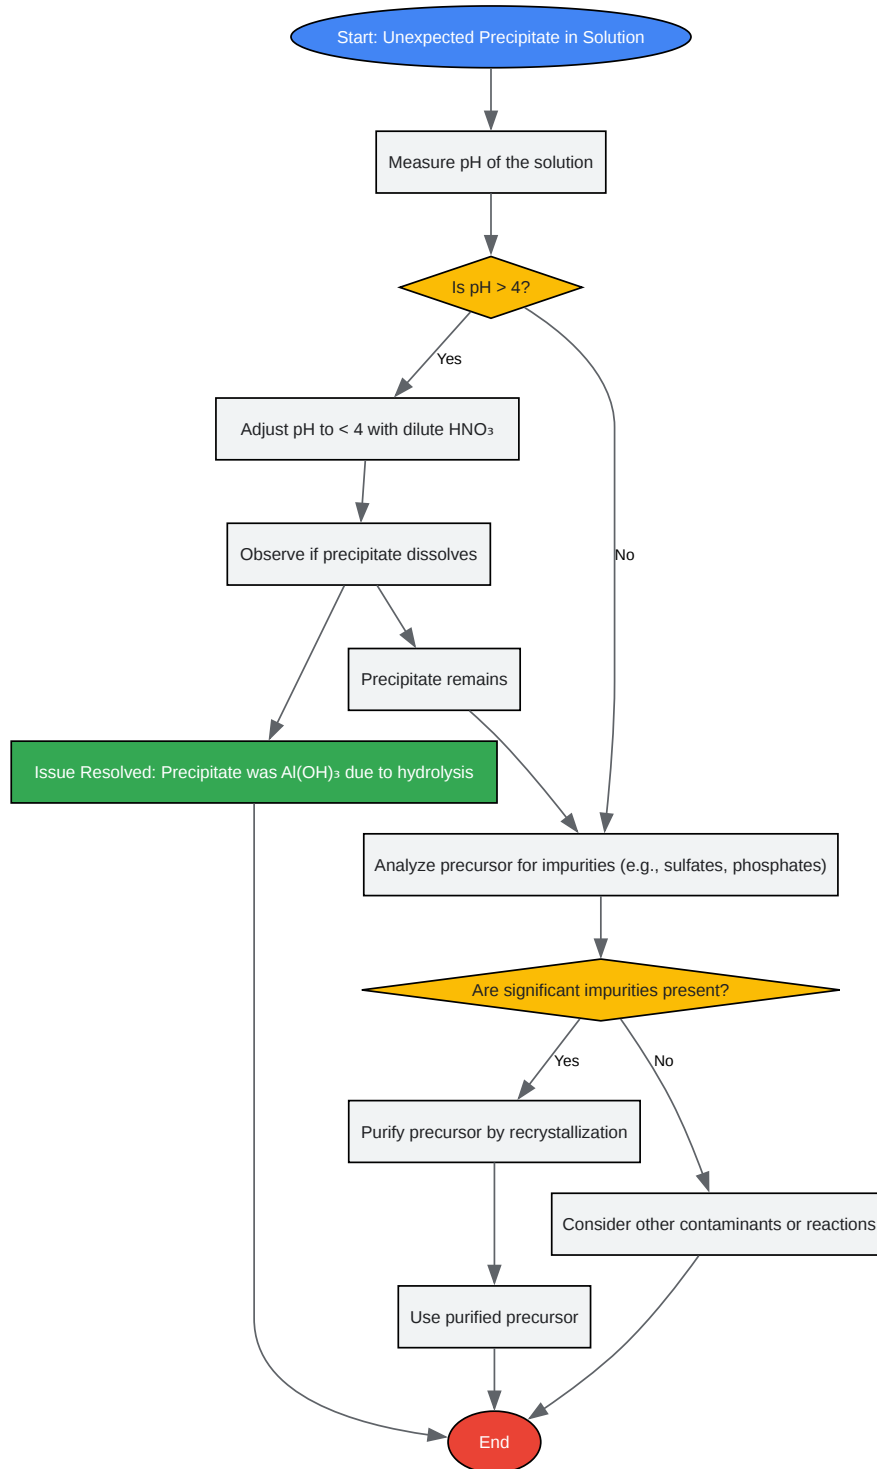 Start: Unexpected Precipitate in Solution
Measure pH of the solution
Is pH > 4?
Yes
Adjust pH to < 4 with dilute HNO₃
Observe if precipitate dissolves
No
Precipitate remains
Issue Resolved: Precipitate was Al(OH)₃ due to hydrolysis
Analyze precursor for impurities (e.g., sulfates, phosphates)
Are significant impurities present?
Yes
No
Purify precursor by recrystallization
Consider other contaminants or reactions
Use purified precursor
End